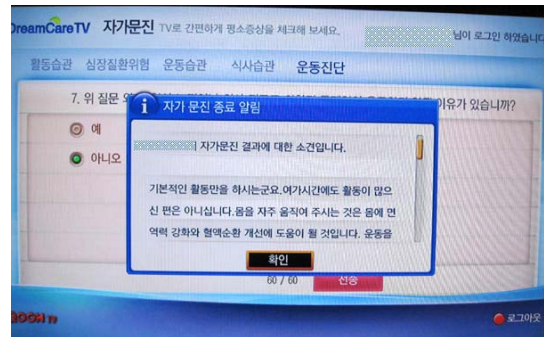 DreamCareTV 자가문진 TV로 간편하게 평소증상을 체크해 보세요.
님이 로그인 하였습니다
활동습관 심장질환위험 운동습관 식사습관 운동진단
7. 위 질문 이유가 있습니까?
예
아니오
i 자가 문진 종료 알림
자가문진 결과에 대한 소견입니다.
기본적인 활동만을 하시는군요.여가시간에도 활동이 많으
신 편은 아니십니다.몸을 자주 움직여 주시는 것은 몸에 면
역력 강화와 혈액순환 개선에 도움이 될 것입니다. 운동을
확인
60 / 60 전송
QOOK TV
로그아웃